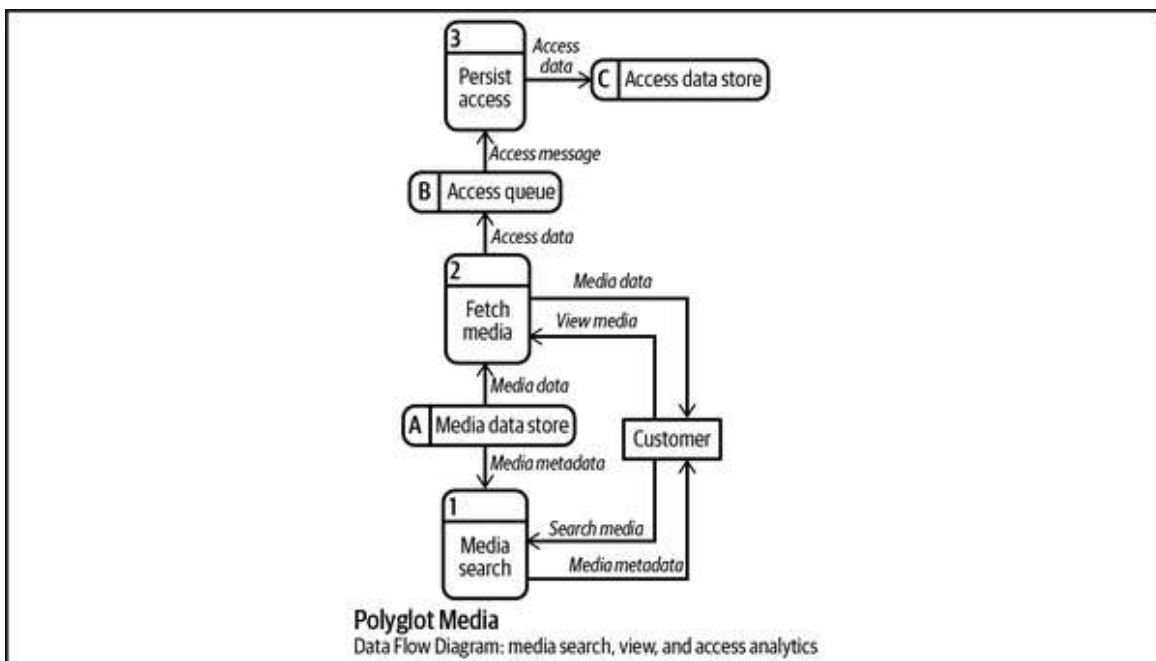 3
Persist
access
Access
data
C
Access data store
Access message
B
Access queue
Access data
2
Fetch
media
Media data
View media
Media data
A
Media data store
Customer
Media metadata
1
Media
search
Search media
Media metadata
Polyglot Media
Data Flow Diagram: media search, view, and access analytics